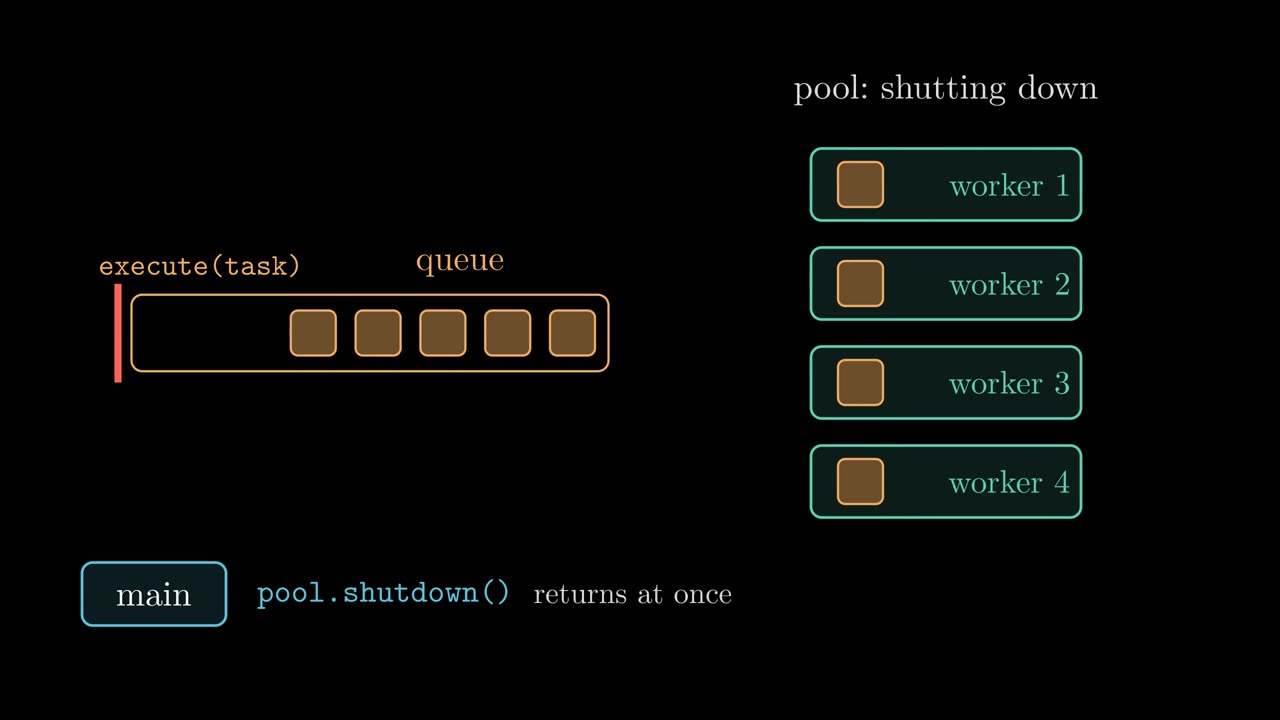 pool: shutting down
worker 1
execute(task)
queue
worker 2
worker 3
worker 4
main
pool.shutdown() returns at once